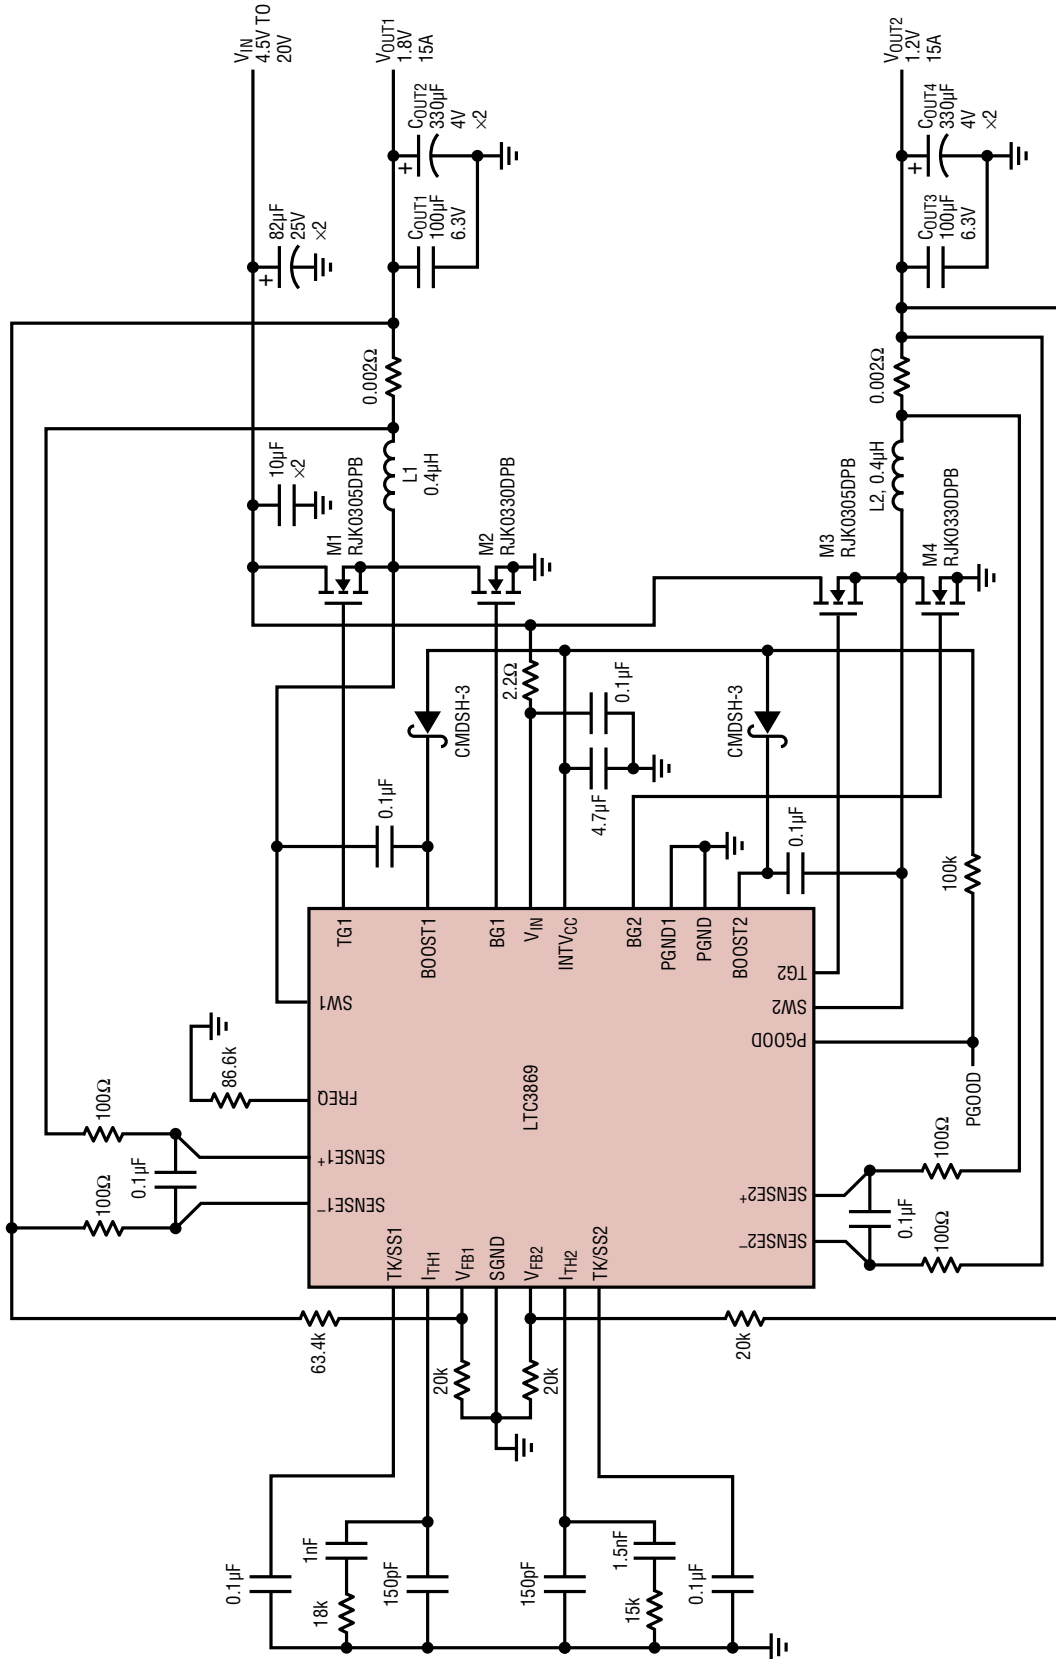 VIN
4.5V TO
20V
VOUT1
1.8V
15A
VOUT2
1.2V
15A
82µF
25V
×2
COUT2
330µF
4V
×2
COUT1
100µF
6.3V
COUT4
330µF
4V
×2
COUT3
100µF
6.3V
+
+
+
0.002Ω
0.002Ω
10µF
×2
L1
0.4µH
L2, 0.4µH
M1
RJK0305DPB
M2
RJK0330DPB
M3
RJK0305DPB
M4
RJK0330DPB
2.2Ω
0.1µF
CMDSH-3
CMDSH-3
0.1µF
4.7µF
0.1µF
100k
TG1
BOOST1
BG1
VIN
INTVCC
BG2
PGND1
PGND
BOOST2
TG2
SW1
SW2
PGOOD
FREQ
86.6k
LTC3869
PGOOD
100Ω
0.1µF
100Ω
SENSE1+
SENSE1–
SENSE2+
SENSE2–
100Ω
0.1µF
100Ω
TK/SS1
ITH1
VFB1
SGND
VFB2
ITH2
TK/SS2
63.4k
20k
20k
20k
0.1µF
1nF
18k
150pF
150pF
1.5nF
15k
0.1µF